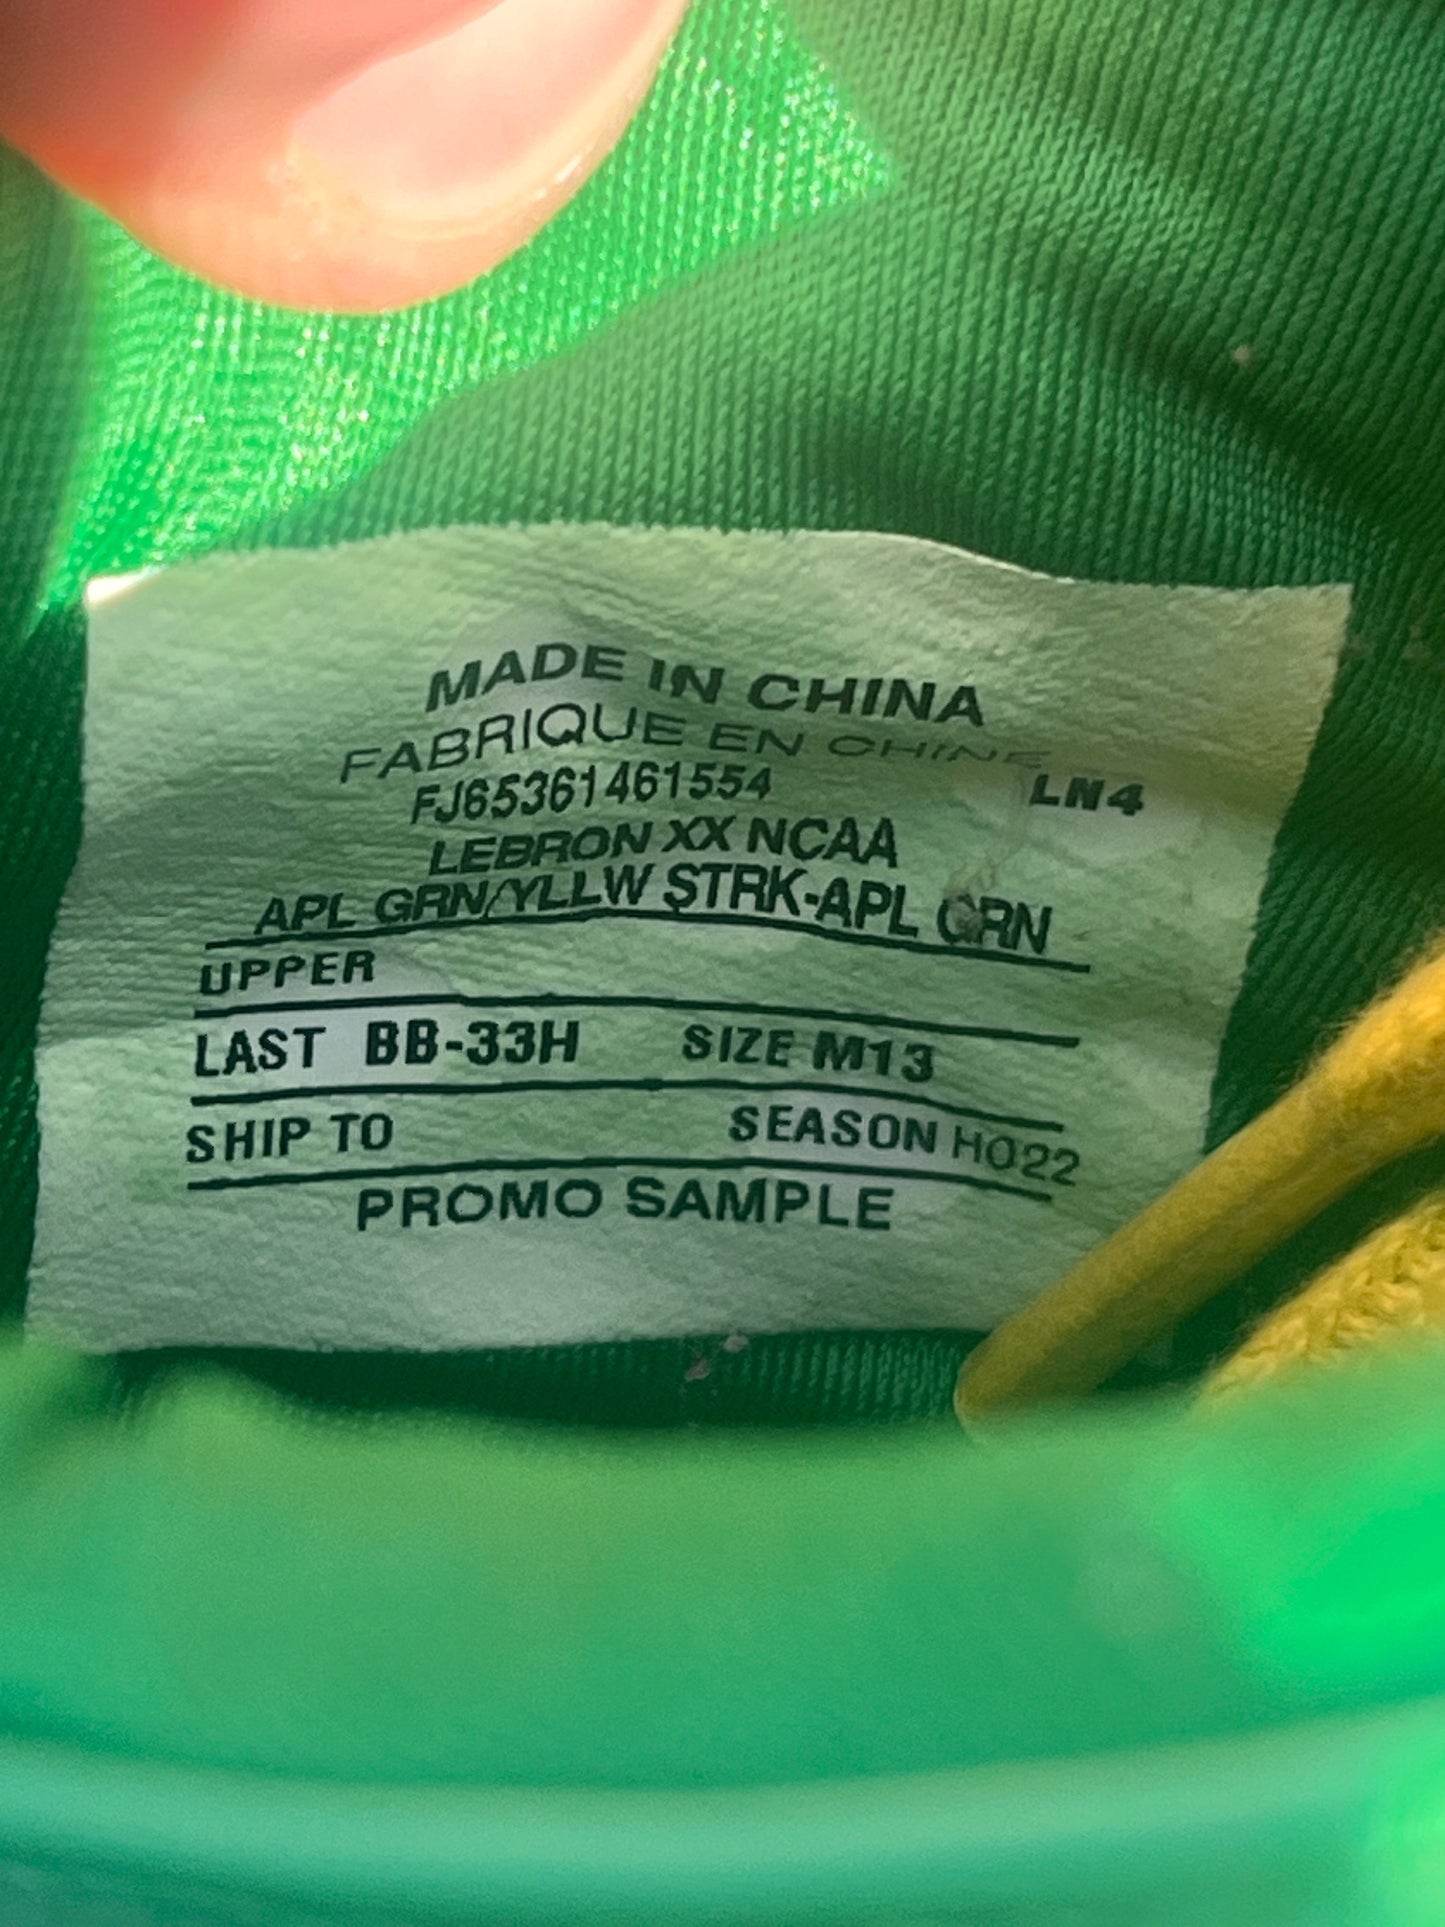 MADE IN CHINA
FABRIQUE EN CHINE
FJ65361461554 LN4
LEBRON XX NCAA
APL GRN/YLLW STRK-APL GRN
UPPER
LAST BB-33H SIZE M13
SHIP TO SEASON HO22
PROMO SAMPLE